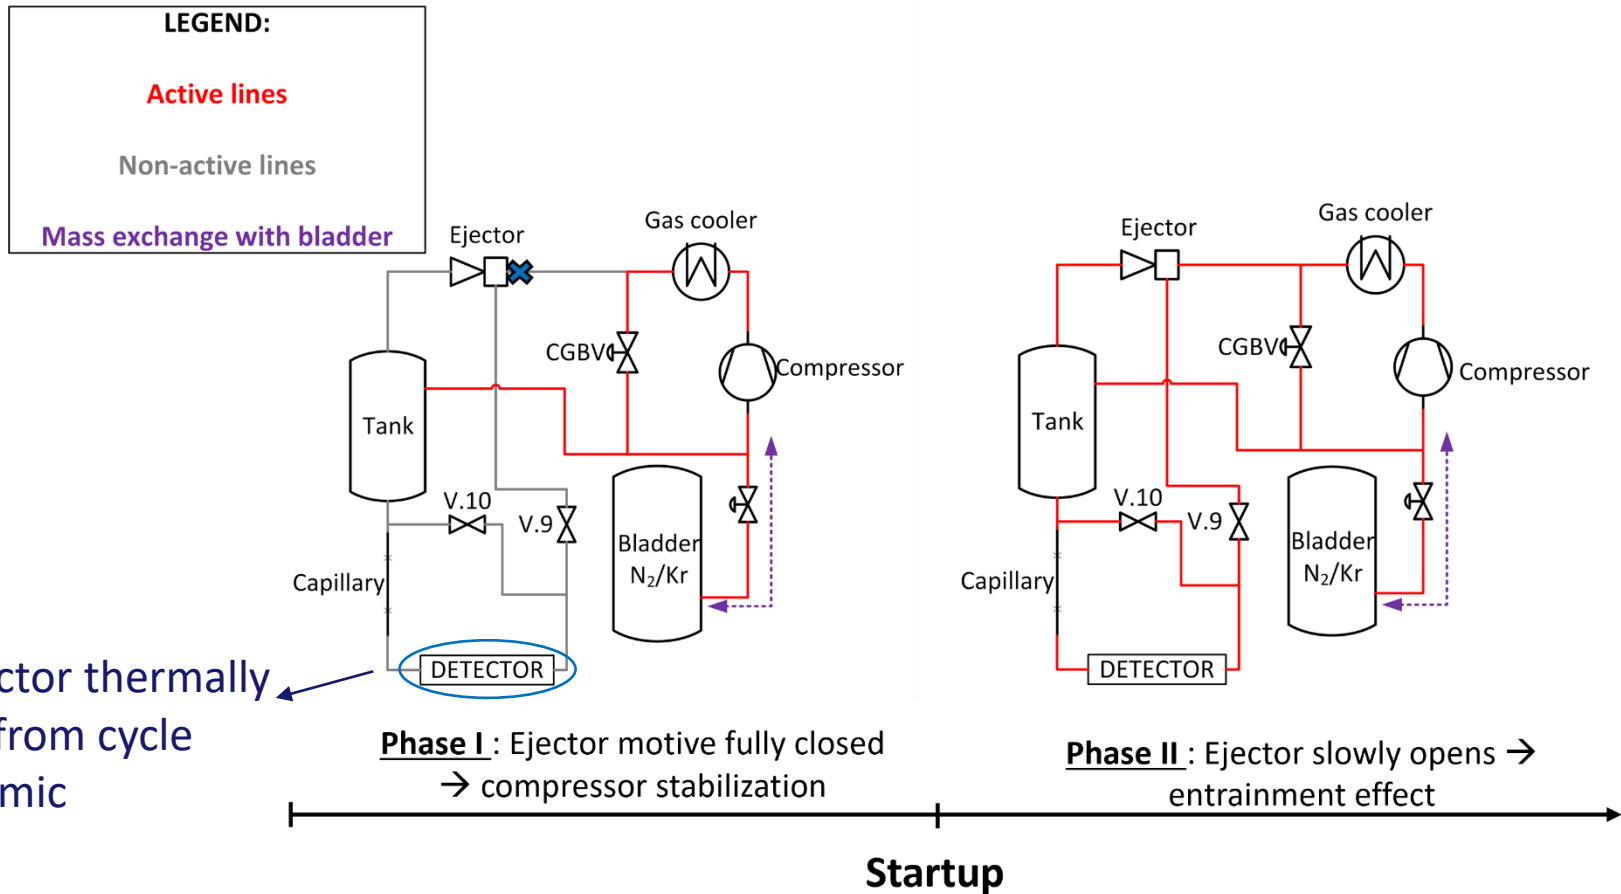 LEGEND:
Active lines
Non-active lines
Mass exchange with bladder
Ejector
Gas cooler
CGBV
Compressor
Tank
V.10
V.9
Bladder
N₂/Kr
Capillary
DETECTOR
ctor thermally
from cycle
mic
Phase I : Ejector motive fully closed
→ compressor stabilization
Ejector
Gas cooler
CGBV
Compressor
Tank
V.10
V.9
Bladder
N₂/Kr
Capillary
DETECTOR
Phase II : Ejector slowly opens →
entrainment effect
Startup